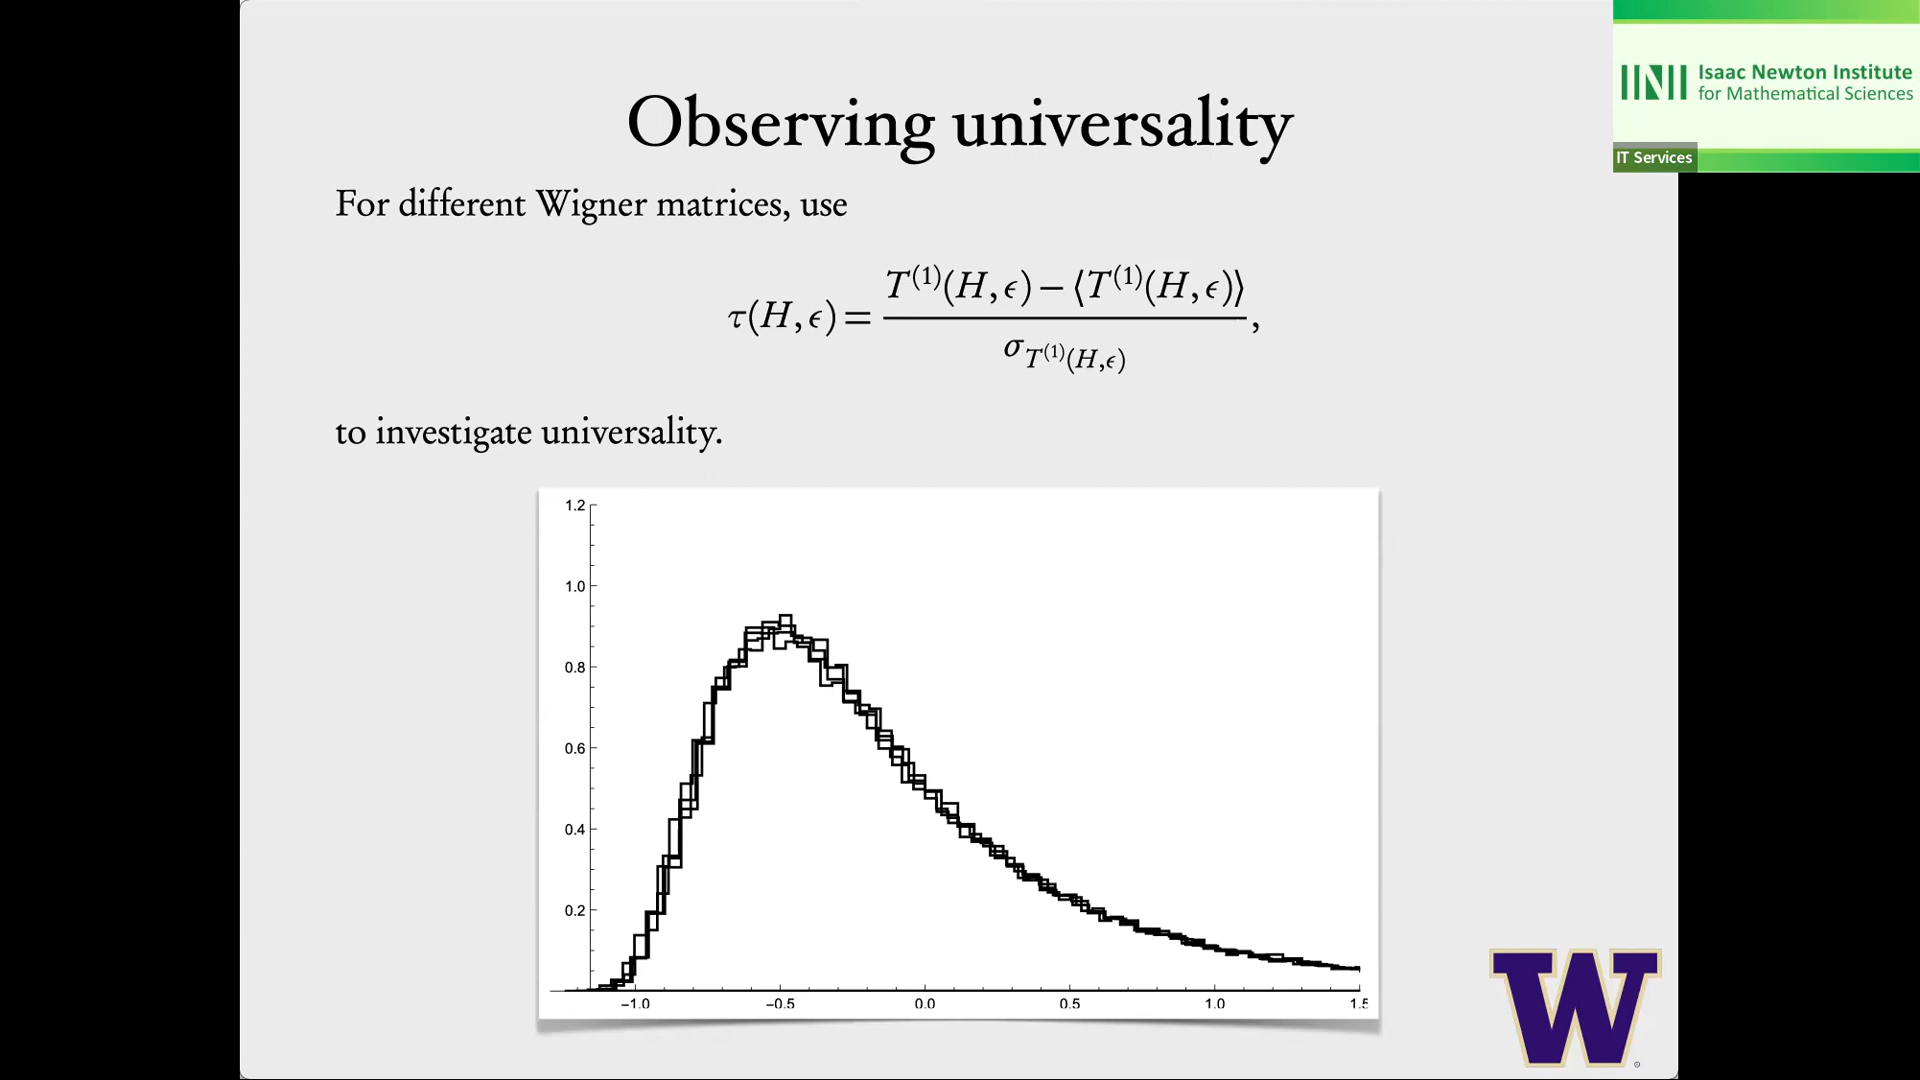 Observing universality
Isaac Newton Institute
for Mathematical Sciences
IT Services
For different Wigner matrices, use
τ(H, ϵ) = \frac{T^{(1)}(H, ϵ) − ⟨T^{(1)}(H, ϵ)⟩}{σ_{T^{(1)}(H,ϵ)}},
to investigate universality.
1.2
1.0
0.8
0.6
0.4
0.2
−1.0 −0.5 0.0 0.5 1.0 1.5
W